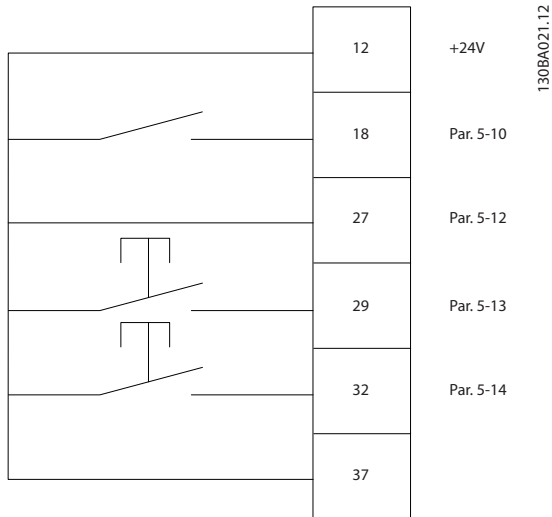 12 +24V
18 Par. 5-10
27 Par. 5-12
29 Par. 5-13
32 Par. 5-14
37
130BA021.12